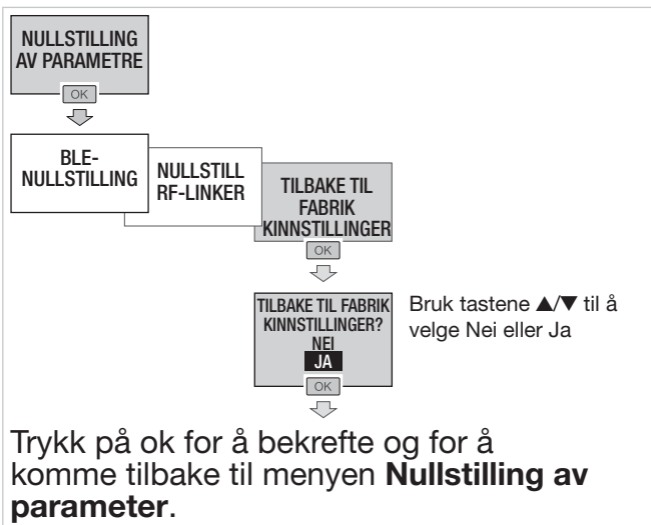 NULLSTILLING
AV PARAMETRE
OK
BLE-
NULLSTILLING
NULLSTILL
RF-LINKER
TILBAKE TIL
FABRIK
KINNSTILLINGER
OK
TILBAKE TIL FABRIK
KINNSTILLINGER?
NEI
JA
OK
Bruk tastene ▲/▼ til å
velge Nei eller Ja
Trykk på ok for å bekrefte og for å
komme tilbake til menyen Nullstilling av
parameter.